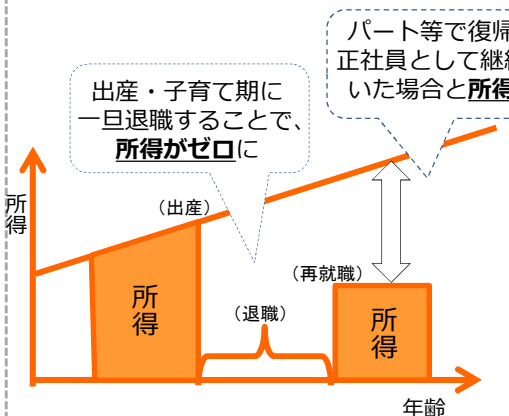 パート等で復帰
正社員として継続
いた場合と所得
出産・子育て期に
一旦退職することで、
所得がゼロに
所得
（出産）
（再就職）
（退職）
所得
所得
年齢